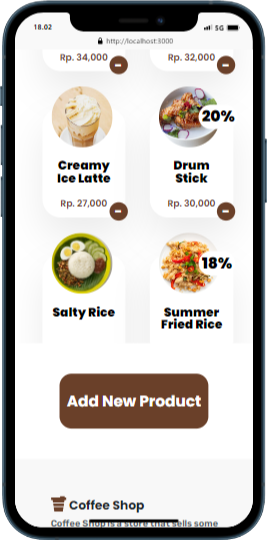 18.02
5G
http://localhost:3000
Rp. 34,000
Rp. 32,000
20%
Creamy
Ice Latte
Drum
Stick
Rp. 27,000
Rp. 30,000
18%
Salty Rice
Summer
Fried Rice
Add New Product
Coffee Shop
Coffee Shop is a store that sells some